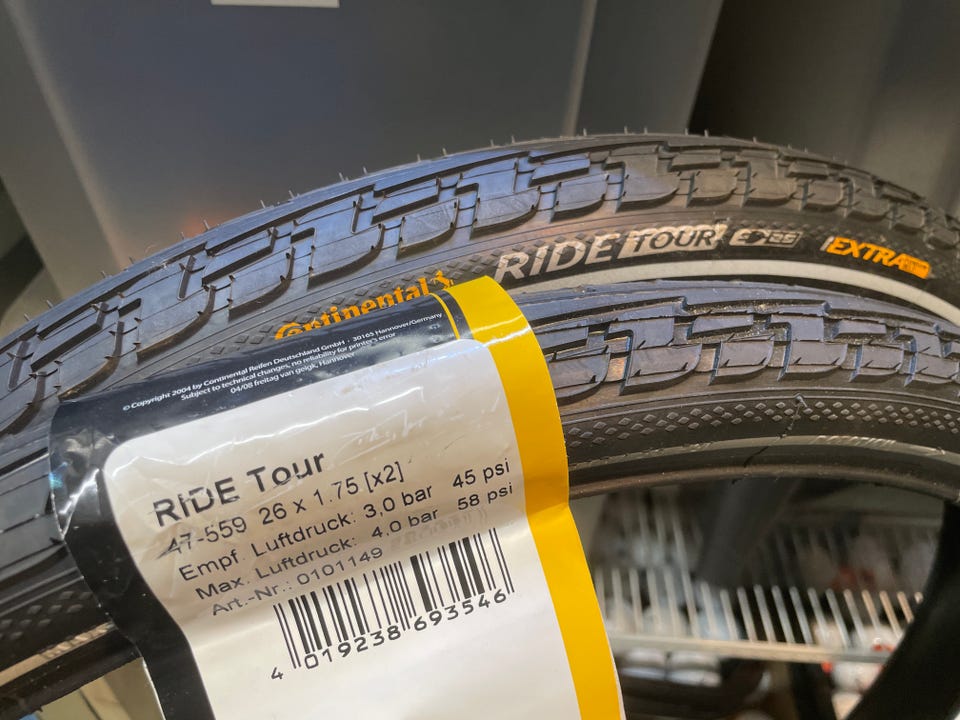 RIDE TOUR
EXTRA
Continental
© Copyright 2004 by Continental Reifen Deutschland GmbH · 30165 Hannover/Germany
Subject to technical changes, no reliability for printer's error
04/08 freitag van geigk, Hannover
RIDE Tour
47-559 26 x 1.75 [x2]
Empf. Luftdruck: 3,0 bar 45 psi
Max. Luftdruck: 4,0 bar 58 psi
Art.-Nr.: 0101149
4 019238 693546